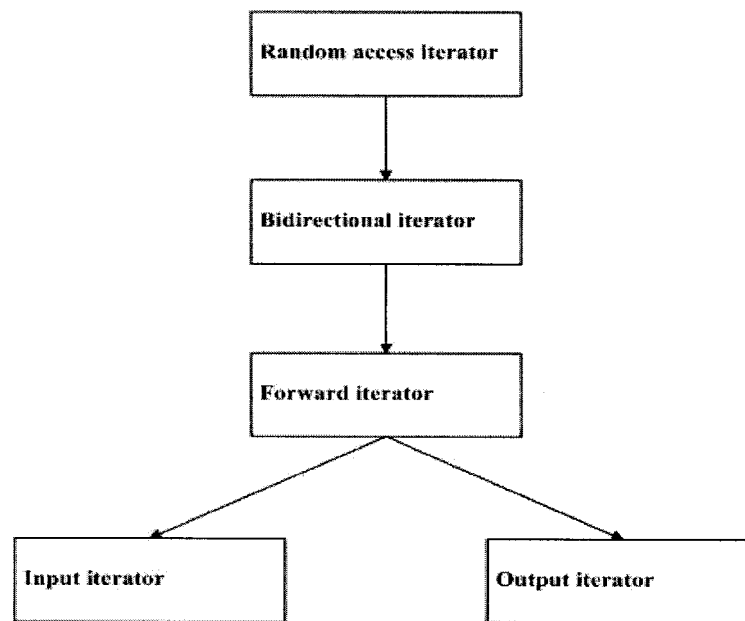 Random access iterator
Bidirectional iterator
Forward iterator
Input iterator
Output iterator